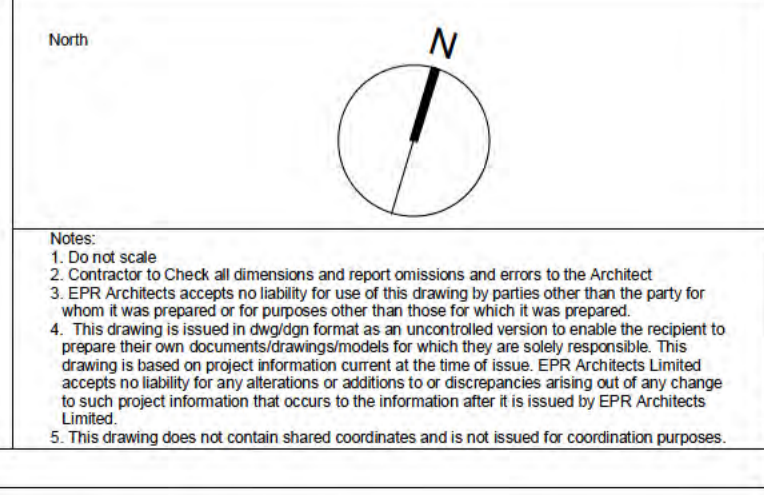 North
N
Notes:
1. Do not scale
2. Contractor to Check all dimensions and report omissions and errors to the Architect
3. EPR Architects accepts no liability for use of this drawing by parties other than the party for
whom it was prepared or for purposes other than those for which it was prepared.
4. This drawing is issued in dwg/dgn format as an uncontrolled version to enable the recipient to
prepare their own documents/drawings/models for which they are solely responsible. This
drawing is based on project information current at the time of issue. EPR Architects Limited
accepts no liability for any alterations or additions to or discrepancies arising out of any change
to such project information that occurs to the information after it is issued by EPR Architects
Limited.
5. This drawing does not contain shared coordinates and is not issued for coordination purposes.